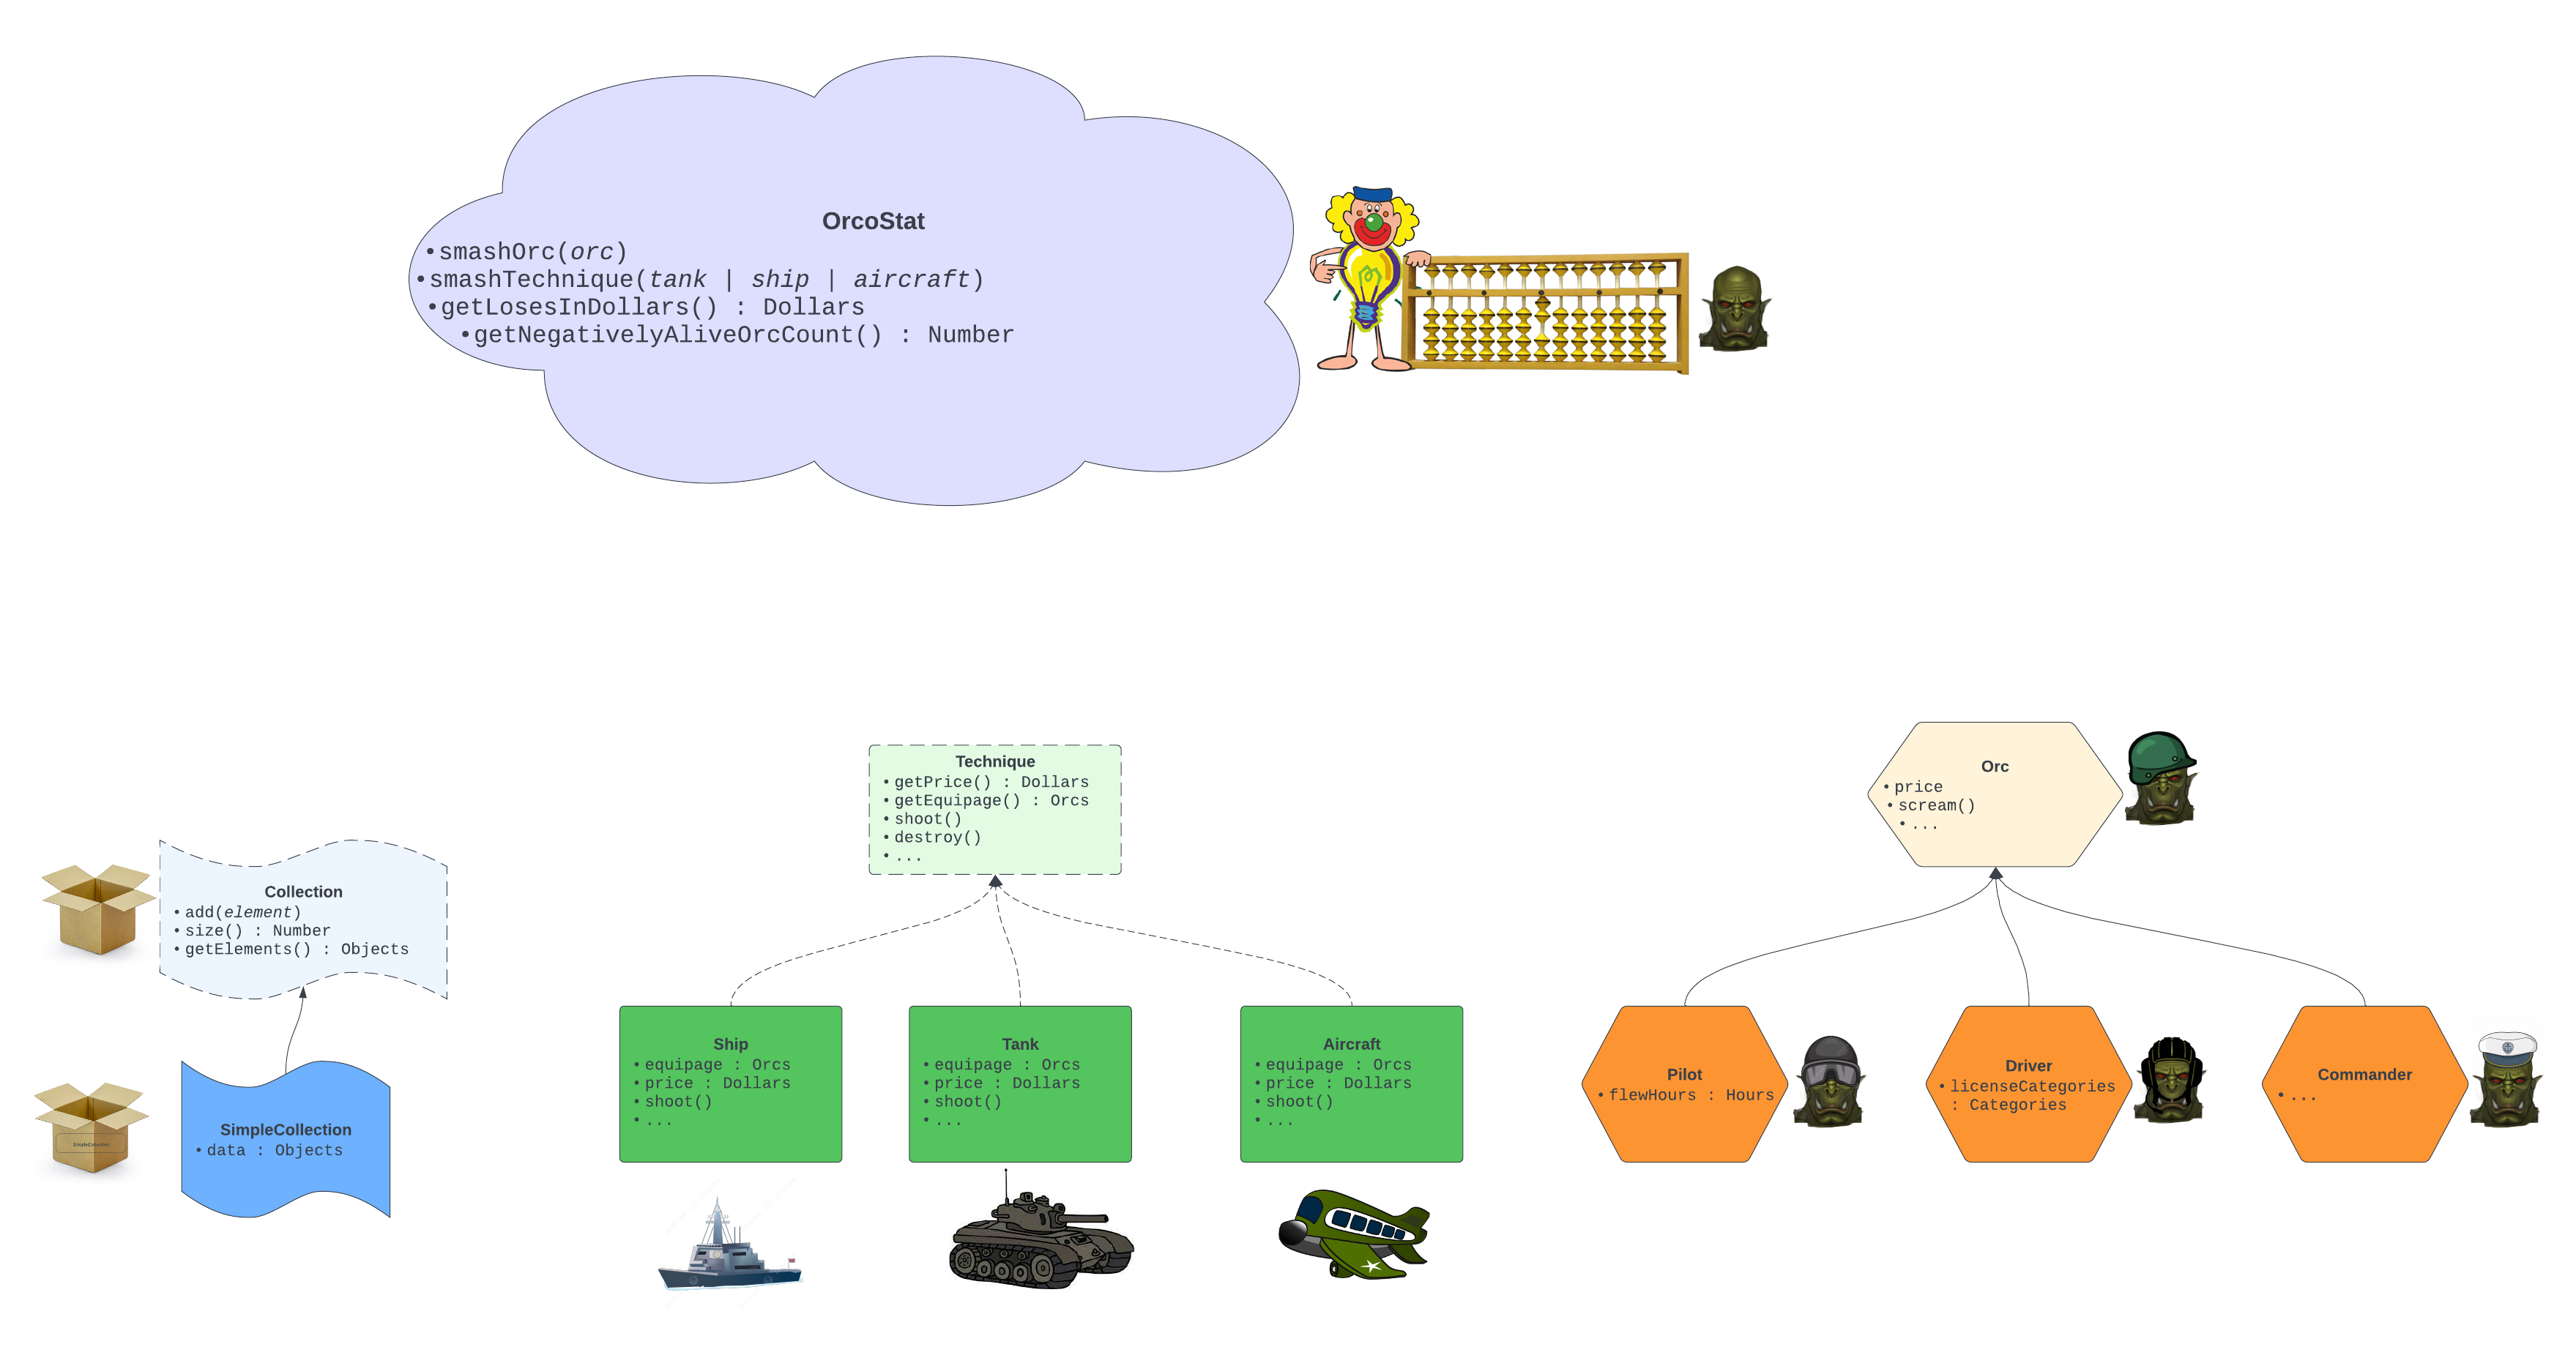 OrcoStat
•smashOrc(orc)
•smashTechnique(tank | ship | aircraft)
•getLosesInDollars() : Dollars
•getNegativelyAliveOrcCount() : Number
Technique
• getPrice() : Dollars
• getEquipage() : Orcs
• shoot()
• destroy()
• ...
Orc
• price
• scream()
• ...
Collection
• add(element)
• size() : Number
• getElements() : Objects
Ship
• equipage : Orcs
• price : Dollars
• shoot()
• ...
Tank
• equipage : Orcs
• price : Dollars
• shoot()
• ...
Aircraft
• equipage : Orcs
• price : Dollars
• shoot()
• ...
Pilot
• flewHours : Hours
Driver
• licenseCategories
: Categories
Commander
• ...
SimpleCollection
SimpleCollection
• data : Objects